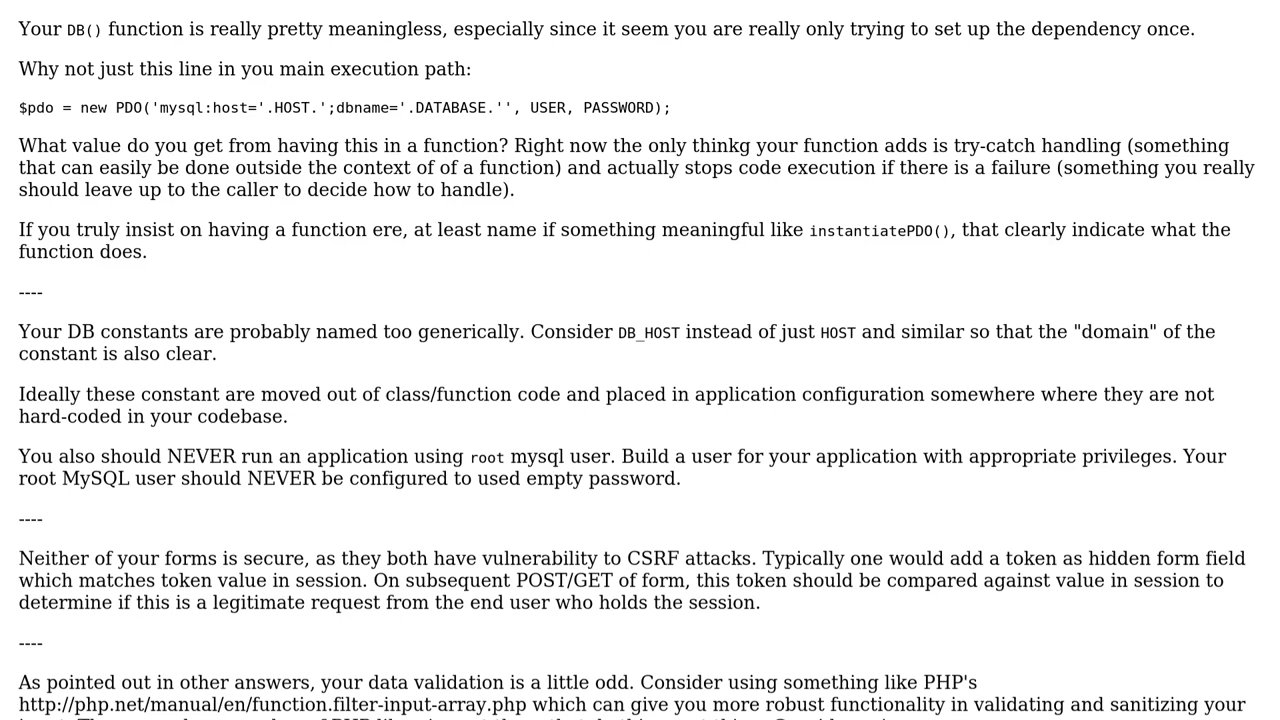 Your DB() function is really pretty meaningless, especially since it seem you are really only trying to set up the dependency once.
Why not just this line in you main execution path:
$pdo = new PDO('mysql:host='.HOST.';dbname='.DATABASE.'', USER, PASSWORD);
What value do you get from having this in a function? Right now the only thinkg your function adds is try-catch handling (something
that can easily be done outside the context of of a function) and actually stops code execution if there is a failure (something you really
should leave up to the caller to decide how to handle).
If you truly insist on having a function ere, at least name if something meaningful like instantiatePDO(), that clearly indicate what the
function does.
----
Your DB constants are probably named too generically. Consider DB_HOST instead of just HOST and similar so that the "domain" of the
constant is also clear.
Ideally these constant are moved out of class/function code and placed in application configuration somewhere where they are not
hard-coded in your codebase.
You also should NEVER run an application using root mysql user. Build a user for your application with appropriate privileges. Your
root MySQL user should NEVER be configured to used empty password.
----
Neither of your forms is secure, as they both have vulnerability to CSRF attacks. Typically one would add a token as hidden form field
which matches token value in session. On subsequent POST/GET of form, this token should be compared against value in session to
determine if this is a legitimate request from the end user who holds the session.
----
As pointed out in other answers, your data validation is a little odd. Consider using something like PHP's
http://php.net/manual/en/function.filter-input-array.php which can give you more robust functionality in validating and sanitizing your